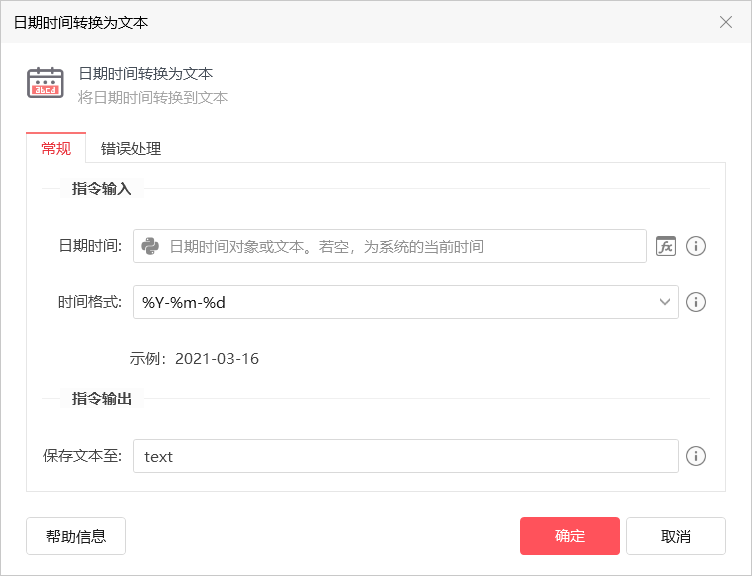 日期时间转换为文本
abcd
日期时间转换为文本
将日期时间转换到文本
常规 错误处理
指令输入
日期时间: 日期时间对象或文本。若空，为系统的当前时间 fx
时间格式: %Y-%m-%d
示例：2021-03-16
指令输出
保存文本至: text
帮助信息 确定 取消